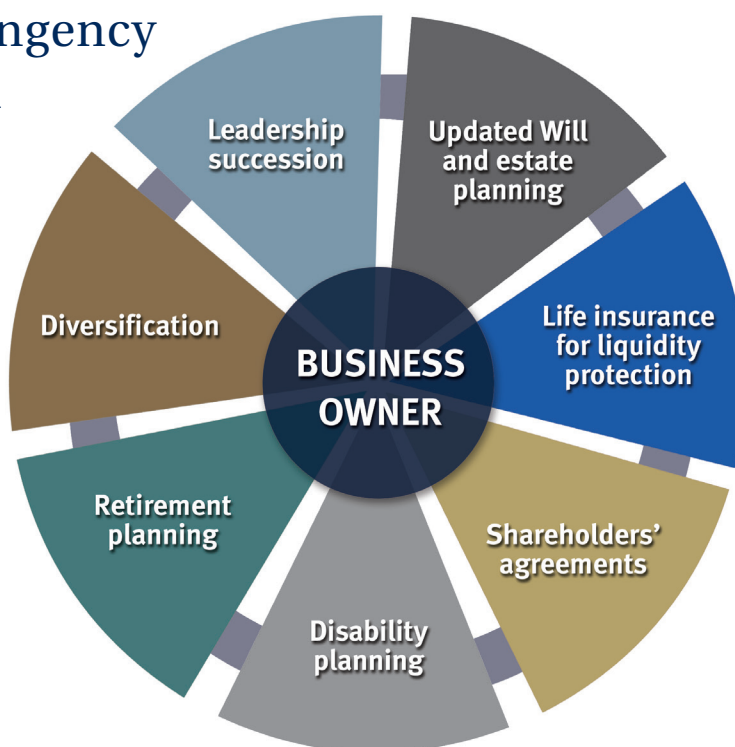 ngency
Leadership
succession
Updated Will
and estate
planning
Life insurance
for liquidity
protection
Shareholders’
agreements
Disability
planning
Retirement
planning
Diversification
BUSINESS
OWNER